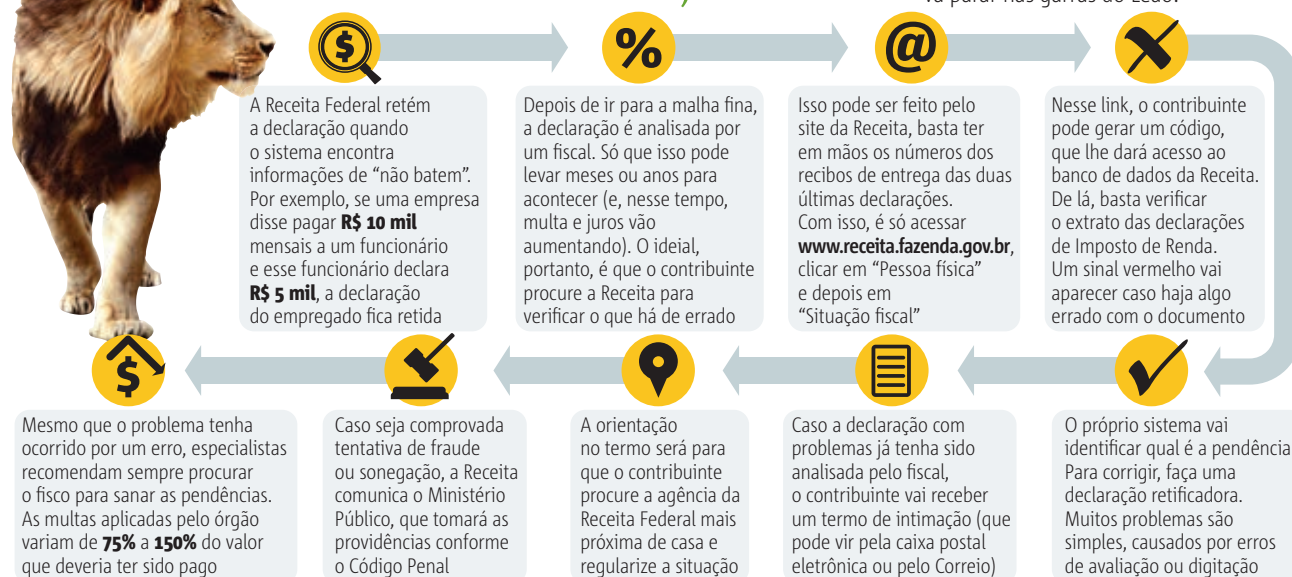 vá parar nas garras do Leão.
$
%
@
A Receita Federal retém
a declaração quando
o sistema encontra
informações de “não batem”.
Por exemplo, se uma empresa
disse pagar R$ 10 mil
mensais a um funcionário
e esse funcionário declara
R$ 5 mil, a declaração
do empregado fica retida
Depois de ir para a malha fina,
a declaração é analisada por
um fiscal. Só que isso pode
levar meses ou anos para
acontecer (e, nesse tempo,
multa e juros vão
aumentando). O ideial,
portanto, é que o contribuinte
procure a Receita para
verificar o que há de errado
Isso pode ser feito pelo
site da Receita, basta ter
em mãos os números dos
recibos de entrega das duas
últimas declarações.
Com isso, é só acessar
www.receita.fazenda.gov.br,
clicar em “Pessoa física”
e depois em
“Situação fiscal”
Nesse link, o contribuinte
pode gerar um código,
que lhe dará acesso ao
banco de dados da Receita.
De lá, basta verificar
o extrato das declarações
de Imposto de Renda.
Um sinal vermelho vai
aparecer caso haja algo
errado com o documento
O próprio sistema vai
identificar qual é a pendência
Para corrigir, faça uma
declaração retificadora.
Muitos problemas são
simples, causados por erros
de avaliação ou digitação
Caso a declaração com
problemas já tenha sido
analisada pelo fiscal,
o contribuinte vai receber
um termo de intimação (que
pode vir pela caixa postal
eletrônica ou pelo Correio)
A orientação
no termo será para
que o contribuinte
procure a agência da
Receita Federal mais
próxima de casa e
regularize a situação
Caso seja comprovada
tentativa de fraude
ou sonegação, a Receita
comunica o Ministério
Público, que tomará as
providências conforme
o Código Penal
$
Mesmo que o problema tenha
ocorrido por um erro, especialistas
recomendam sempre procurar
o fisco para sanar as pendências.
As multas aplicadas pelo órgão
variam de 75% a 150% do valor
que deveria ter sido pago